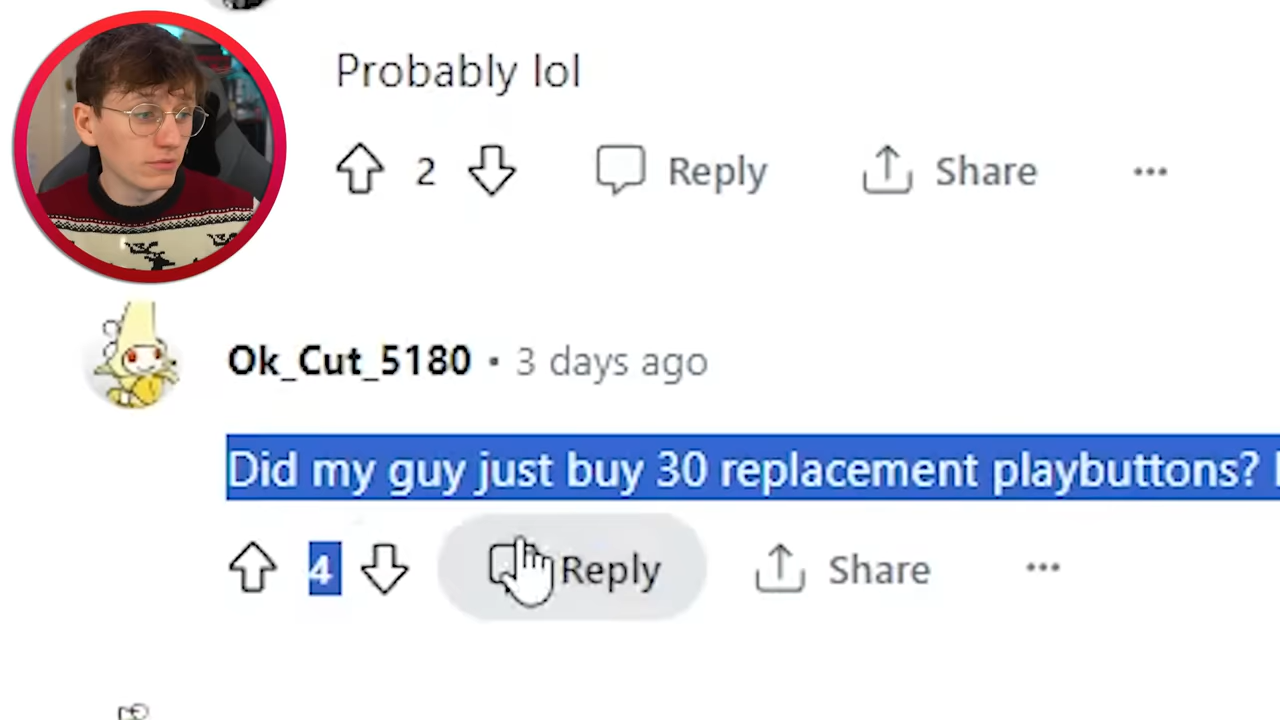 Probably lol
2 Reply Share ...
Ok_Cut_5180 • 3 days ago
Did my guy just buy 30 replacement playbuttons?
4 Reply Share ...